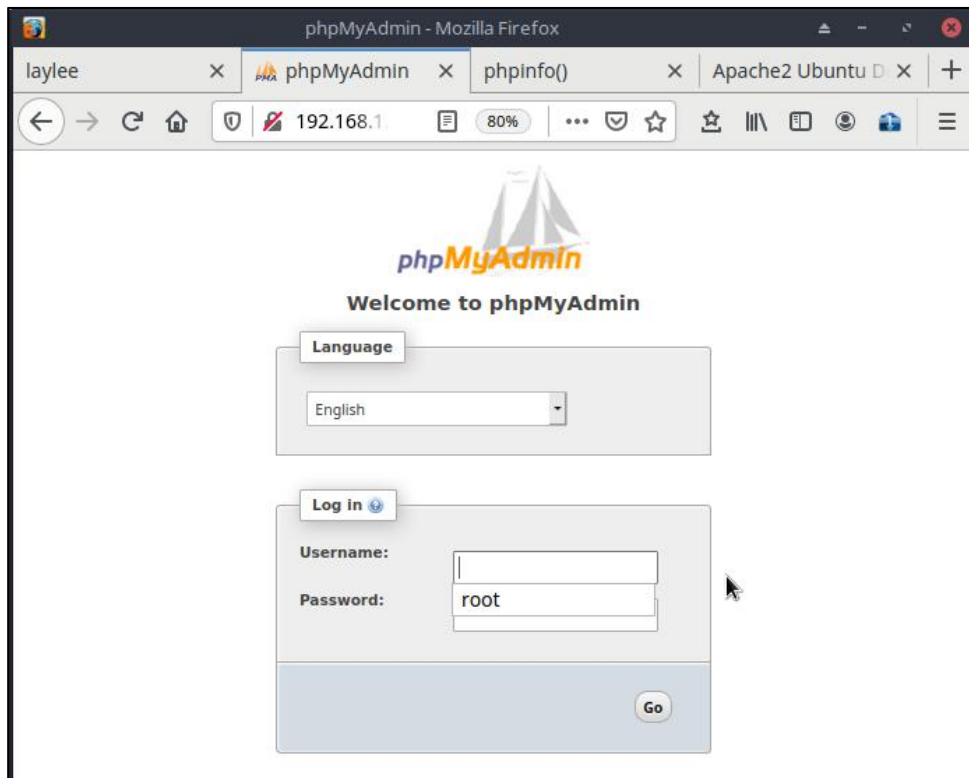 phpMyAdmin - Mozilla Firefox
laylee
phpMyAdmin
phpinfo()
Apache2 Ubuntu D
192.168.1
80%
phpMyAdmin
Welcome to phpMyAdmin
Language
English
Log in
Username:
Password:
root
Go